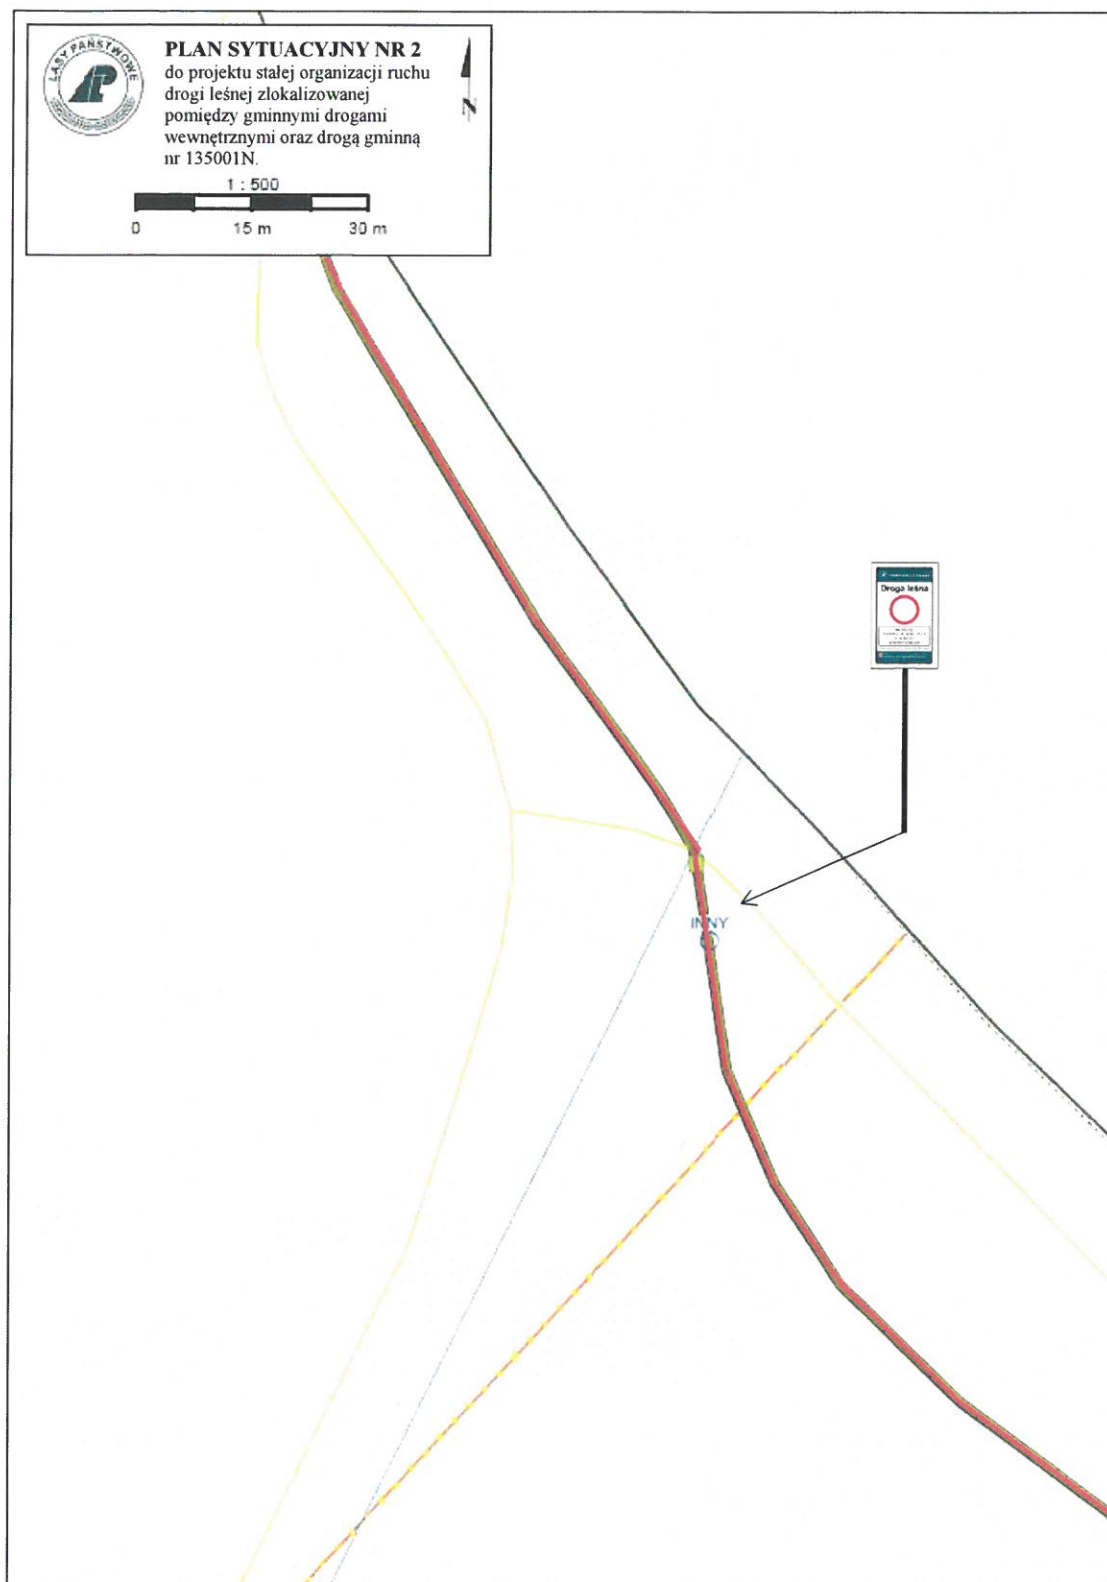 LASY PAŃSTWOWE
PLAN SYTUACYJNY NR 2
do projektu stałej organizacji ruchu
drogi leśnej zlokalizowanej
pomiędzy gminnymi drogami
wewnętrznymi oraz drogą gminną
nr 135001N.
N
1 : 500
0 15 m 30 m
Droga leśna
INNY